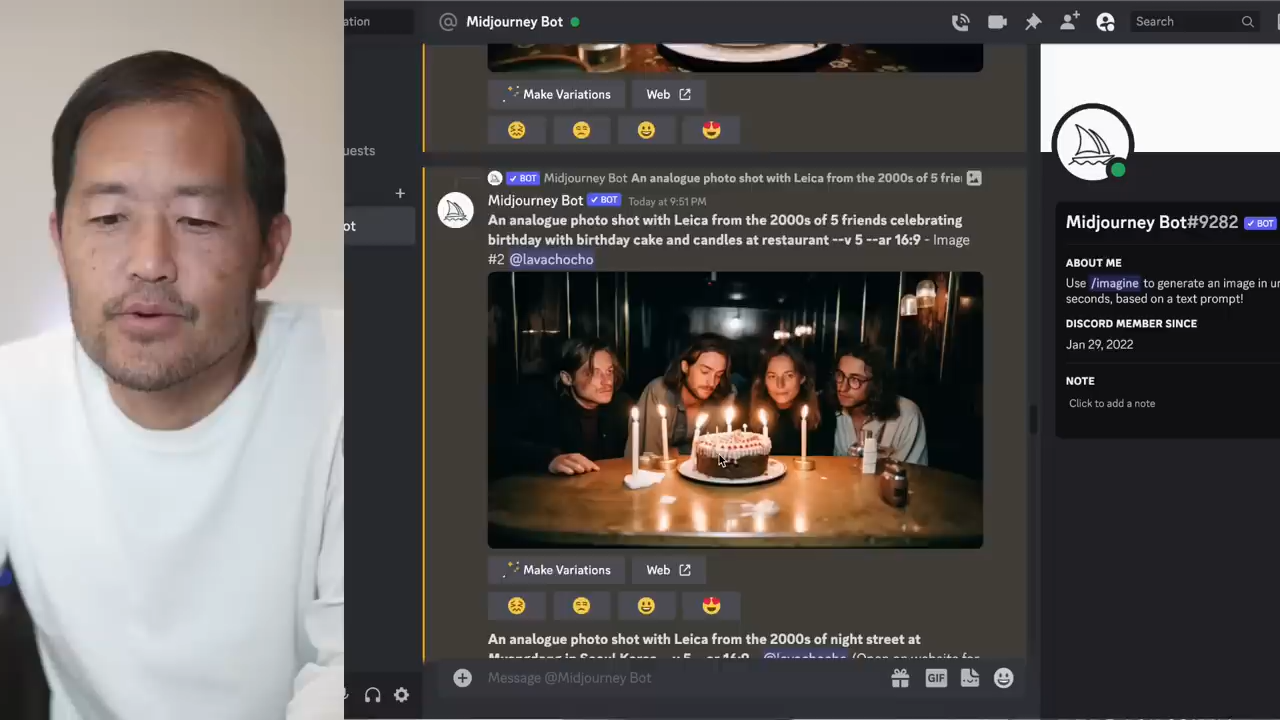 ation
Midjourney Bot
Search
Make Variations
Web
uests
Midjourney Bot#9282
BOT
ABOUT ME
Use /imagine to generate an image in un
seconds, based on a text prompt!
DISCORD MEMBER SINCE
Jan 29, 2022
NOTE
Click to add a note
ot
BOT Midjourney Bot An analogue photo shot with Leica from the 2000s of 5 frie
Midjourney Bot BOT Today at 9:51 PM
An analogue photo shot with Leica from the 2000s of 5 friends celebrating
birthday with birthday cake and candles at restaurant --v 5 --ar 16:9 - Image
#2 @lavachocho
Make Variations
Web
An analogue photo shot with Leica from the 2000s of night street at
Message @Midjourney Bot
GIF